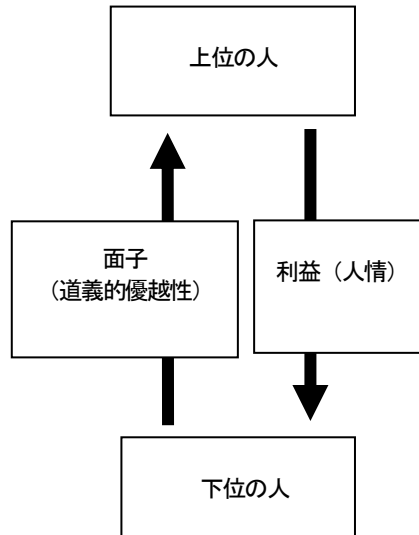 上位の人
面子
（道義的優越性）
利益（人情）
下位の人